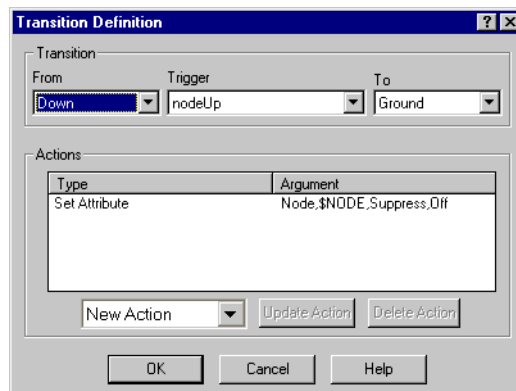 Transition Definition
Transition
From Trigger To
Down nodeUp Ground
Actions
Type Argument
Set Attribute Node,$NODE,Suppress,Off
New Action Update Action Delete Action
OK Cancel Help